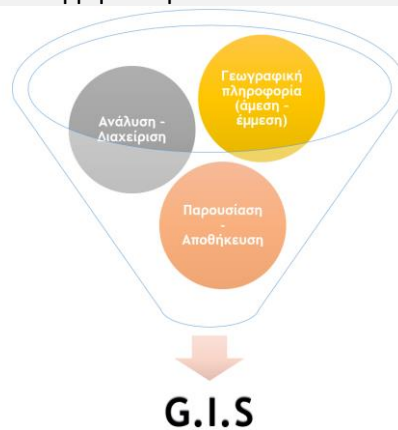 Γεωγραφική
πληροφορία
(άμεση -
έμμεση)
Ανάλυση -
Διαχείριση
Παρουσίαση
-
Αποθήκευση
G.I.S